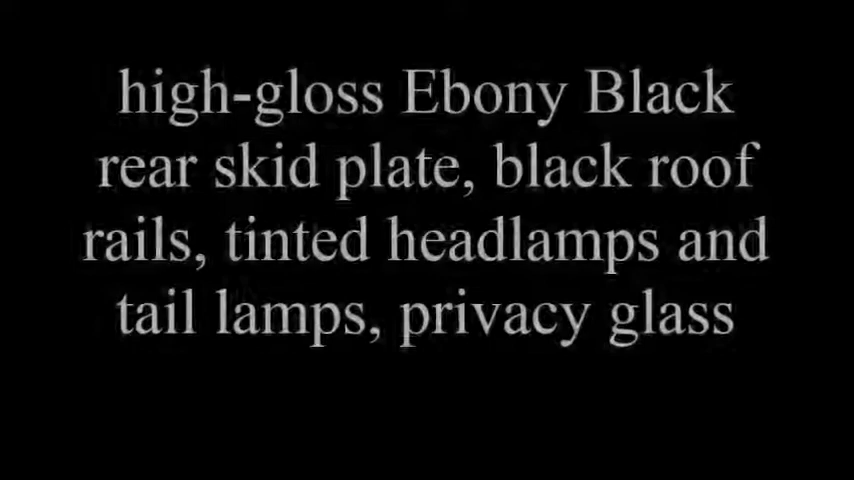 high-gloss Ebony Black
rear skid plate, black roof
rails, tinted headlamps and
tail lamps, privacy glass